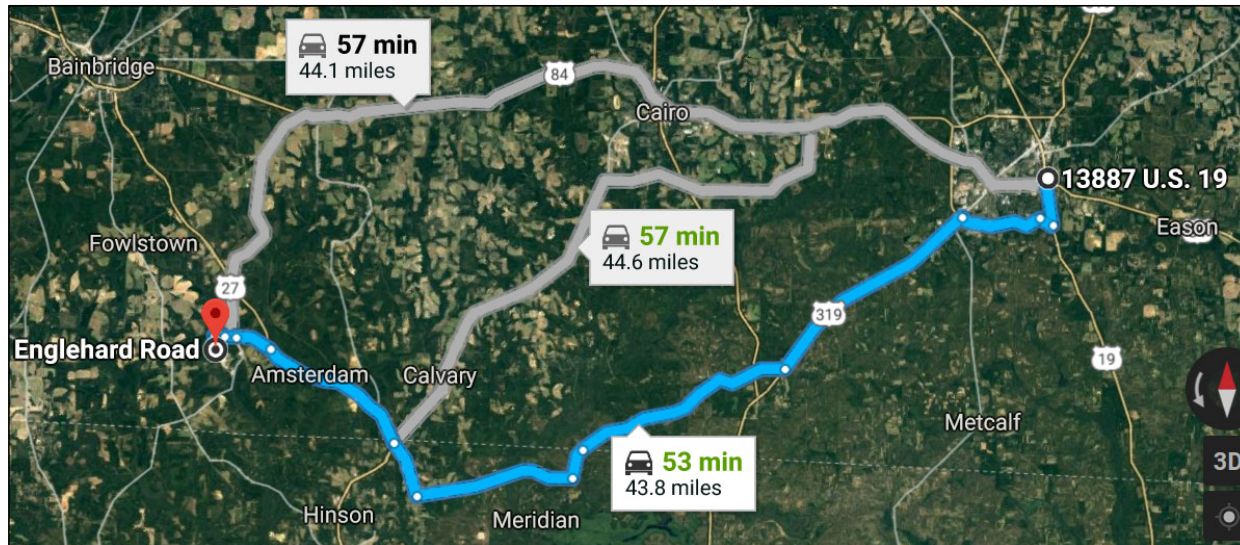 57 min
44.1 miles
84
Bainbridge
Cairo
13887 U.S. 19
57 min
44.6 miles
Eason
Fowlstown
27
319
Englehard Road
19
Amsterdam
Calvary
Metcalf
53 min
43.8 miles
3D
Hinson
Meridian